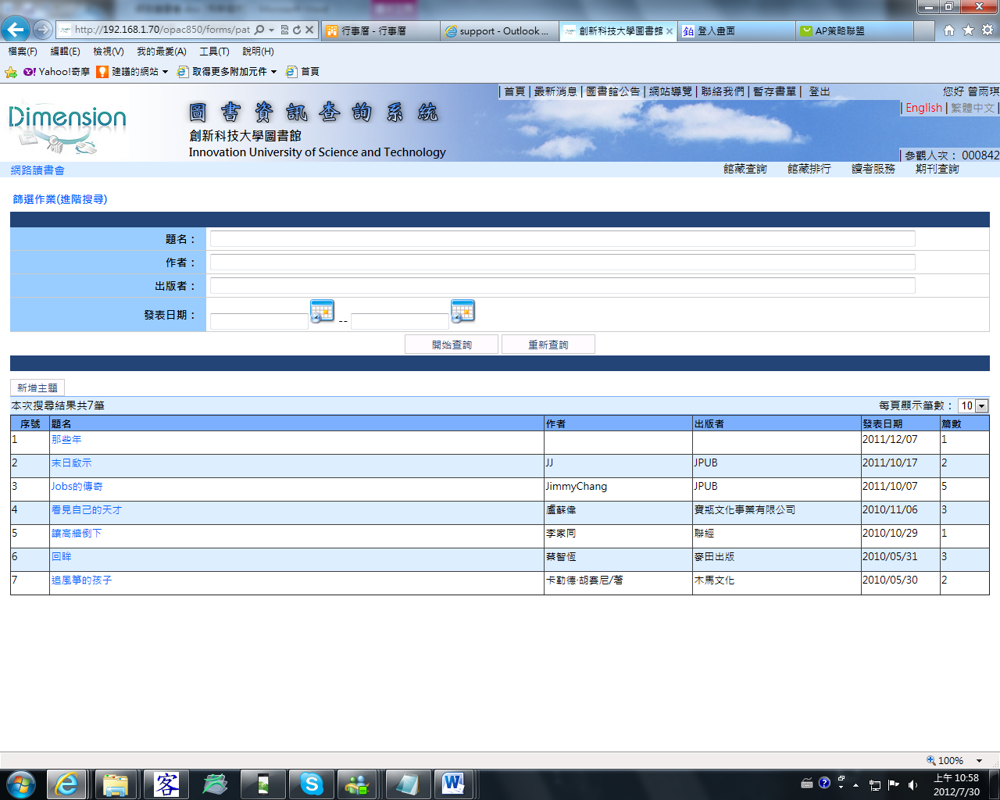 http://192.168.1.70/opac850/forms/pat
行事曆 - 行事曆
support - Outlook ...
創新科技大學圖書館
登入畫面
AP策略聯盟
檔案(F) 編輯(E) 檢視(V) 我的最愛(A) 工具(T) 說明(H)
Yahoo!奇摩 建議的網站 取得更多附加元件 首頁
| 首頁 | 最新消息 | 圖書館公告 | 網站導覽 | 聯絡我們 | 暫存書單 | 登出
您好 曾雨琪
| English | 繁體中文 |
Dimension
圖書資訊查詢系統
創新科技大學圖書館
Innovation University of Science and Technology
參觀人次： 000842
網路讀書會
館藏查詢 館藏排行 讀者服務 期刊查詢
篩選作業(進階搜尋)
題名：
作者：
出版者：
發表日期： --
開始查詢 重新查詢
新增主題
本次搜尋結果共7筆 每頁顯示筆數： 10
序號 題名 作者 出版者 發表日期 篇數
1 那些年 2011/12/07 1
2 末日啟示 JJ JPUB 2011/10/17 2
3 Jobs的傳奇 JimmyChang JPUB 2011/10/07 5
4 看見自己的天才 盧蘇偉 寶瓶文化事業有限公司 2010/11/06 3
5 讓高牆倒下 李家同 聯經 2010/10/29 1
6 回眸 蔡智恆 麥田出版 2010/05/31 3
7 追風箏的孩子 卡勒德·胡賽尼/著 木馬文化 2010/05/30 2
100%
客
上午 10:58
2012/7/30